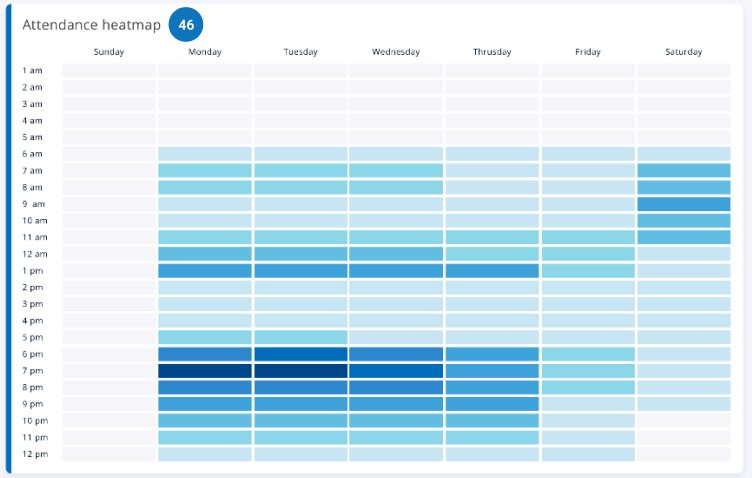 Attendance heatmap 46
Sunday Monday Tuesday Wednesday Thrusday Friday Saturday
1 am
2 am
3 am
4 am
5 am
6 am
7 am
8 am
9 am
10 am
11 am
12 am
1 pm
2 pm
3 pm
4 pm
5 pm
6 pm
7 pm
8 pm
9 pm
10 pm
11 pm
12 pm